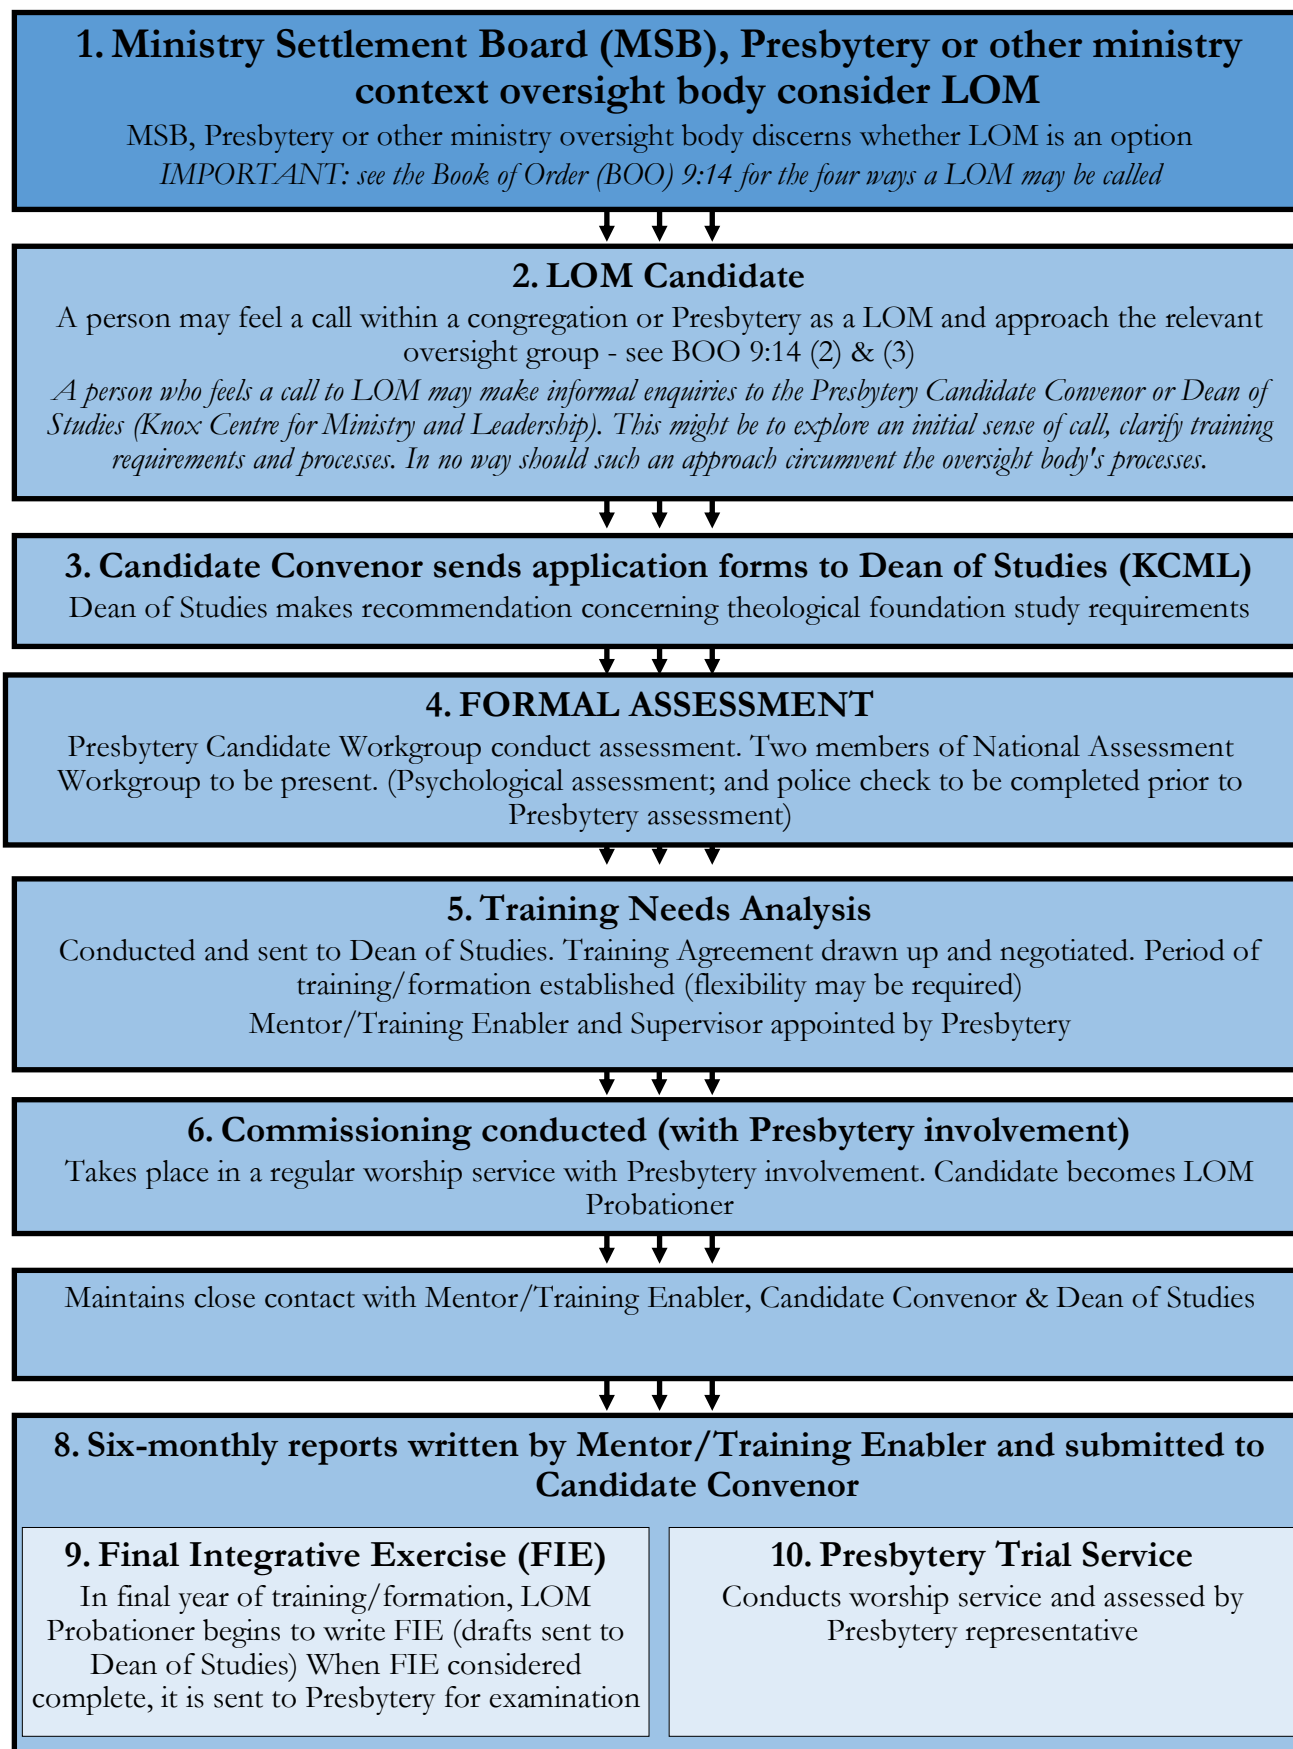 1. Ministry Settlement Board (MSB), Presbytery or other ministry
context oversight body consider LOM
MSB, Presbytery or other ministry oversight body discerns whether LOM is an option
IMPORTANT: see the Book of Order (BOO) 9:14 for the four ways a LOM may be called
2. LOM Candidate
A person may feel a call within a congregation or Presbytery as a LOM and approach the relevant
oversight group - see BOO 9:14 (2) & (3)
A person who feels a call to LOM may make informal enquiries to the Presbytery Candidate Convenor or Dean of
Studies (Knox Centre for Ministry and Leadership). This might be to explore an initial sense of call, clarify training
requirements and processes. In no way should such an approach circumvent the oversight body's processes.
3. Candidate Convenor sends application forms to Dean of Studies (KCML)
Dean of Studies makes recommendation concerning theological foundation study requirements
4. FORMAL ASSESSMENT
Presbytery Candidate Workgroup conduct assessment. Two members of National Assessment
Workgroup to be present. (Psychological assessment; and police check to be completed prior to
Presbytery assessment)
5. Training Needs Analysis
Conducted and sent to Dean of Studies. Training Agreement drawn up and negotiated. Period of
training/formation established (flexibility may be required)
Mentor/Training Enabler and Supervisor appointed by Presbytery
6. Commissioning conducted (with Presbytery involvement)
Takes place in a regular worship service with Presbytery involvement. Candidate becomes LOM
Probationer
Maintains close contact with Mentor/Training Enabler, Candidate Convenor & Dean of Studies
8. Six-monthly reports written by Mentor/Training Enabler and submitted to
Candidate Convenor
9. Final Integrative Exercise (FIE)
In final year of training/formation, LOM
Probationer begins to write FIE (drafts sent to
Dean of Studies) When FIE considered
complete, it is sent to Presbytery for examination
10. Presbytery Trial Service
Conducts worship service and assessed by
Presbytery representative